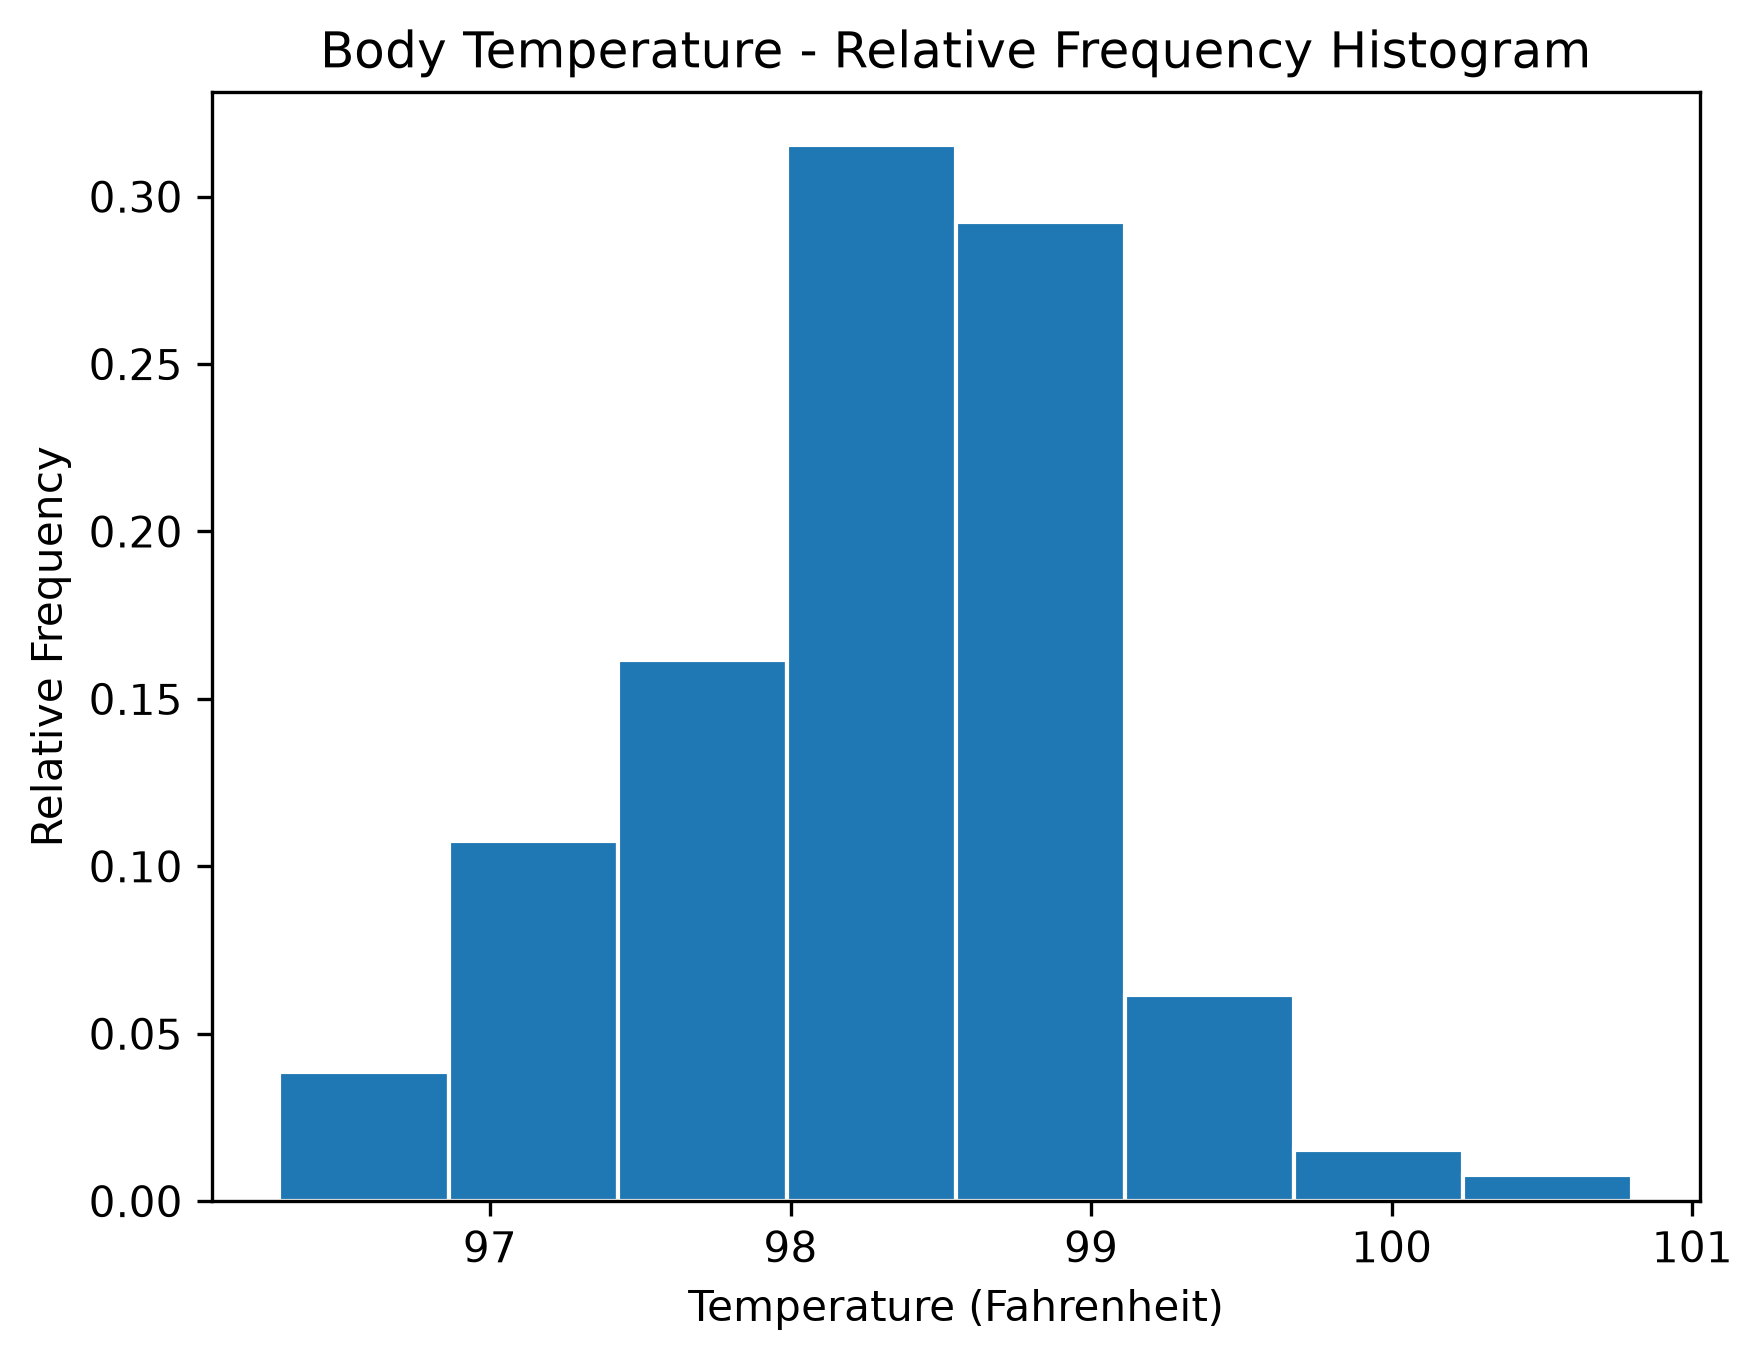 Body Temperature - Relative Frequency Histogram
0.30
0.25
0.20
0.15
0.10
0.05
0.00
Relative Frequency
97 98 99 100 101
Temperature (Fahrenheit)